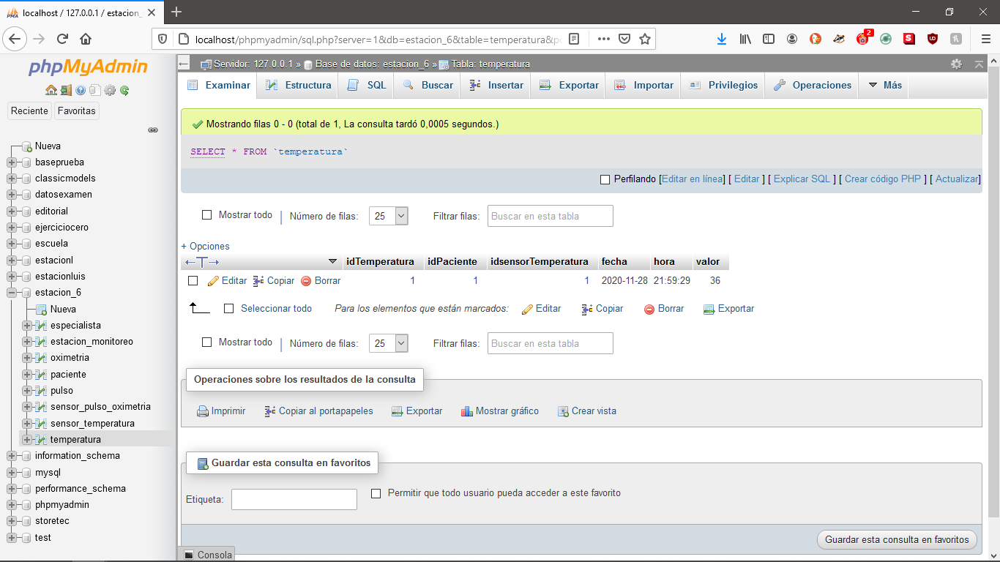 localhost / 127.0.0.1 / estacion_
localhost/phpmyadmin/sql.php?server=1&db=estacion_6&table=temperatura&p
2
phpMyAdmin
Reciente Favoritas
Nueva
baseprueba
classicmodels
datosexamen
editorial
ejerciciocero
escuela
estacionl
estacionluis
estacion_6
Nueva
especialista
estacion_monitoreo
oximetria
paciente
pulso
sensor_pulso_oximetria
sensor_temperatura
temperatura
information_schema
mysql
performance_schema
phpmyadmin
storetec
test
Servidor: 127.0.0.1 » Base de datos: estacion_6 » Tabla: temperatura
Examinar Estructura SQL Buscar Insertar Exportar Importar Privilegios Operaciones Más
Mostrando filas 0 - 0 (total de 1, La consulta tardó 0,0005 segundos.)
SELECT * FROM `temperatura`
Perfilando [Editar en línea] [ Editar ] [ Explicar SQL ] [ Crear código PHP ] [ Actualizar]
Mostrar todo Número de filas: 25 Filtrar filas: Buscar en esta tabla
+ Opciones
←T→ idTemperatura idPaciente idsensorTemperatura fecha hora valor
Editar Copiar Borrar 1 1 1 2020-11-28 21:59:29 36
Seleccionar todo Para los elementos que están marcados: Editar Copiar Borrar Exportar
Mostrar todo Número de filas: 25 Filtrar filas: Buscar en esta tabla
Operaciones sobre los resultados de la consulta
Imprimir Copiar al portapapeles Exportar Mostrar gráfico Crear vista
Guardar esta consulta en favoritos
Etiqueta: Permitir que todo usuario pueda acceder a este favorito
Guardar esta consulta en favoritos
Consola